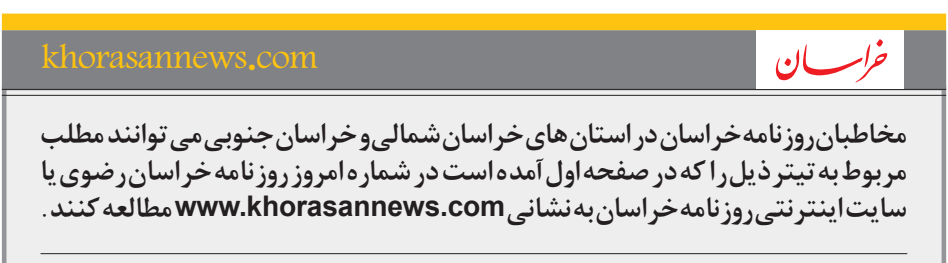 khorasannews.com
خراسان
مخاطبان روزنامه خراسان در استان های خراسان شمالی و خراسان جنوبی می توانند مطلب
مربوط به تیتر ذیل را که در صفحه اول آمده است در شماره امروز روزنامه خراسان رضوی یا
سایت اینترنتی روزنامه خراسان به نشانی www.khorasannews.com مطالعه کنند .